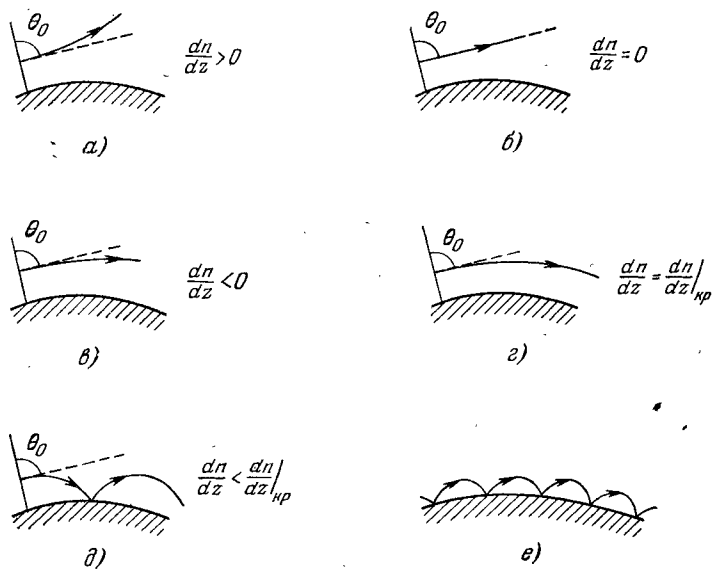 θ₀
dn/dz > 0
а)
dn/dz = 0
б)
θ₀
dn/dz < 0
в)
θ₀
dn/dz = dn/dz|кр
г)
θ₀
dn/dz < dn/dz|кр
д)
е)